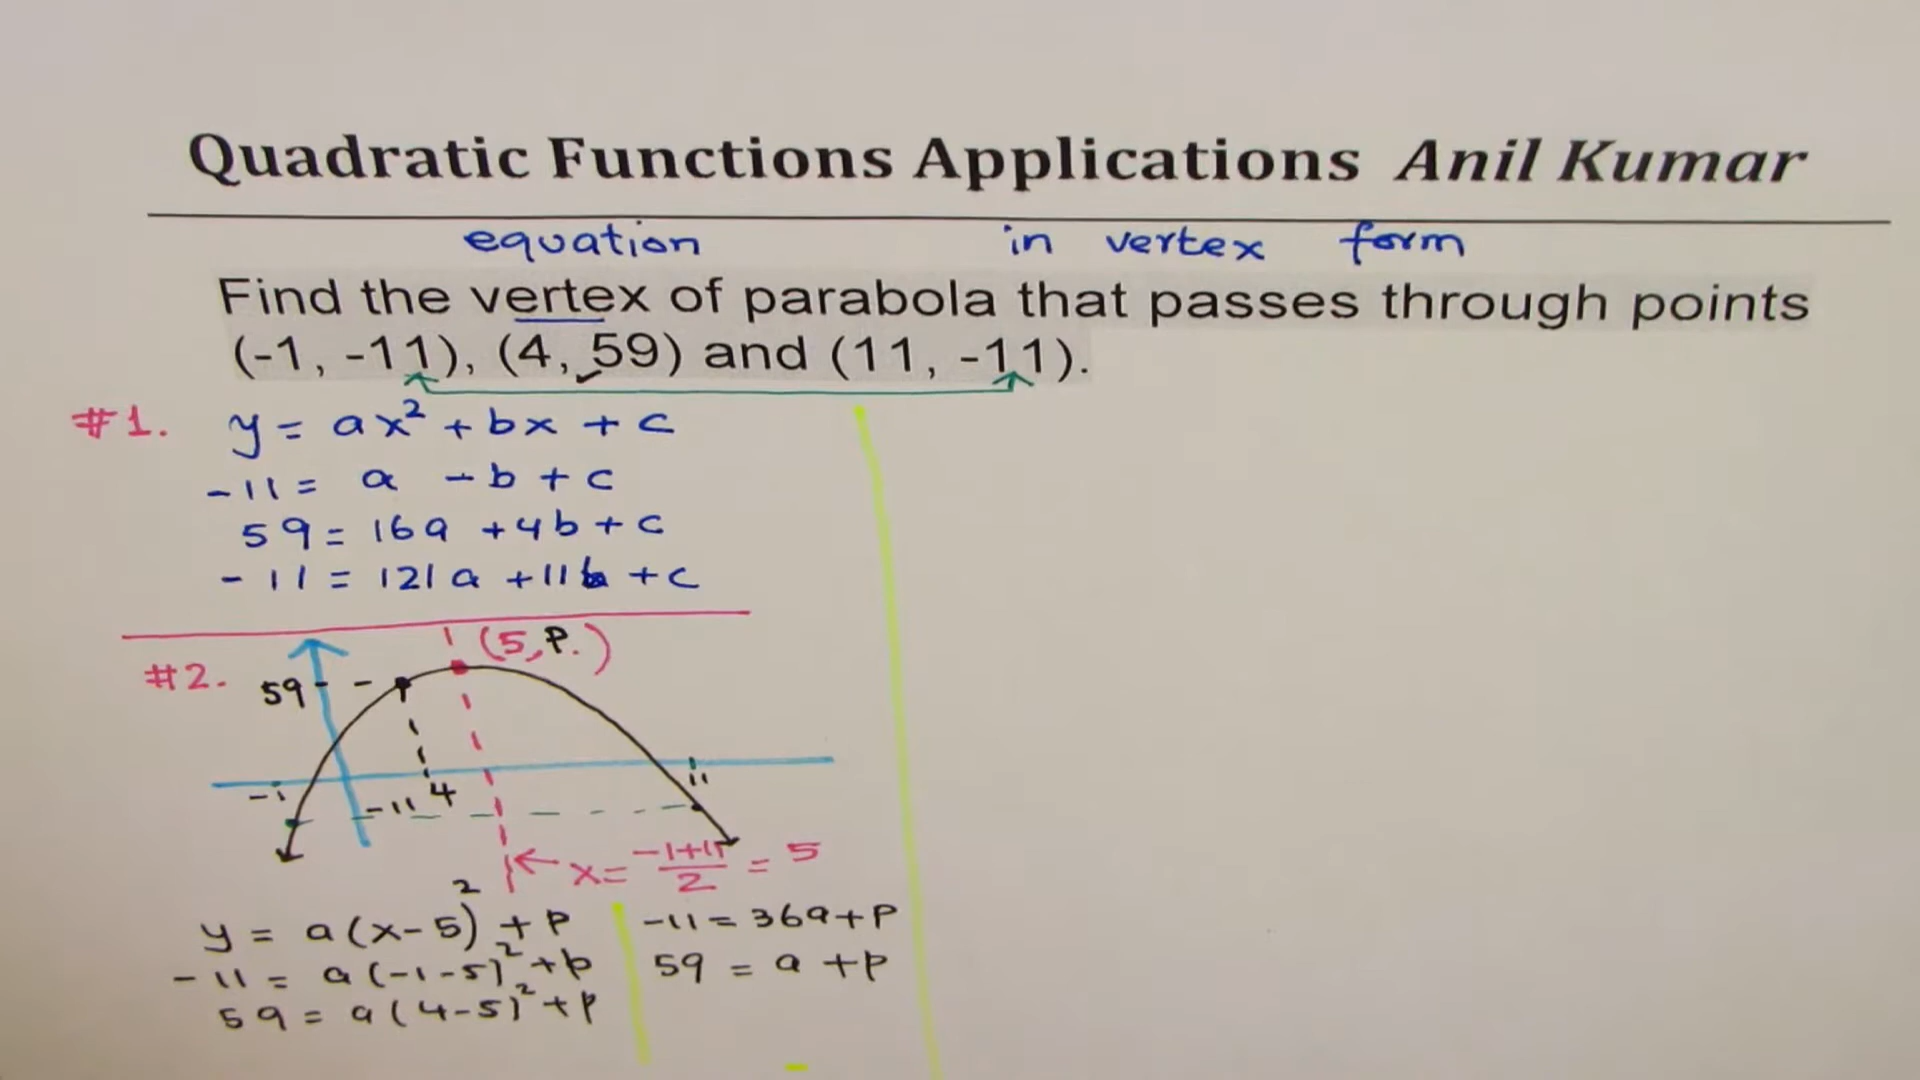 Quadratic Functions Applications Anil Kumar
equation in vertex form
Find the vertex of parabola that passes through points
(-1, -11), (4, 59) and (11, -11).
#1. y = ax² + bx + c
-11 = a - b + c
59 = 16a + 4b + c
-11 = 121a + 11b + c
(5, P.)
#2. 59
-1 -11 4 11
x = (-1+11)/2 = 5
y = a(x-5)² + p
-11 = a(-1-5)² + p
59 = a(4-5)² + p
-11 = 36a + p
59 = a + p